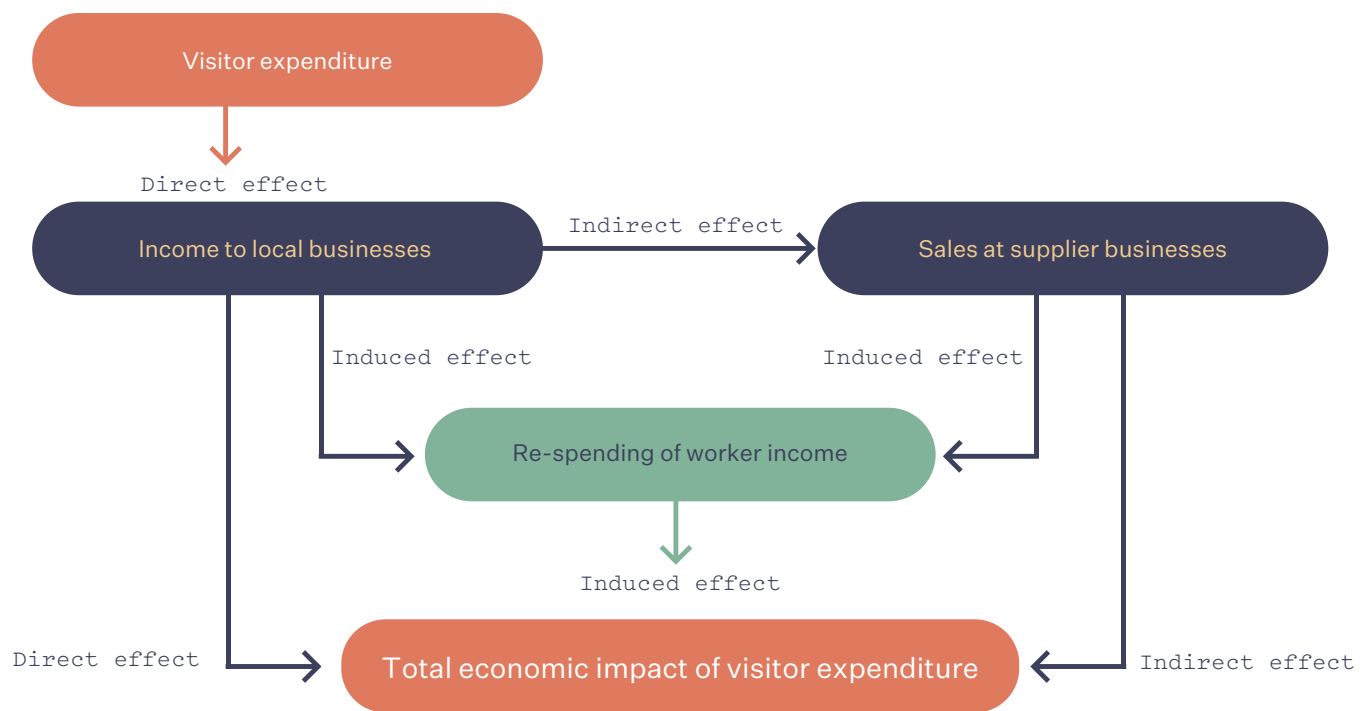 Visitor expenditure
Direct effect
Indirect effect
Income to local businesses
Sales at supplier businesses
Induced effect
Induced effect
Re-spending of worker income
Induced effect
Direct effect
Total economic impact of visitor expenditure
Indirect effect